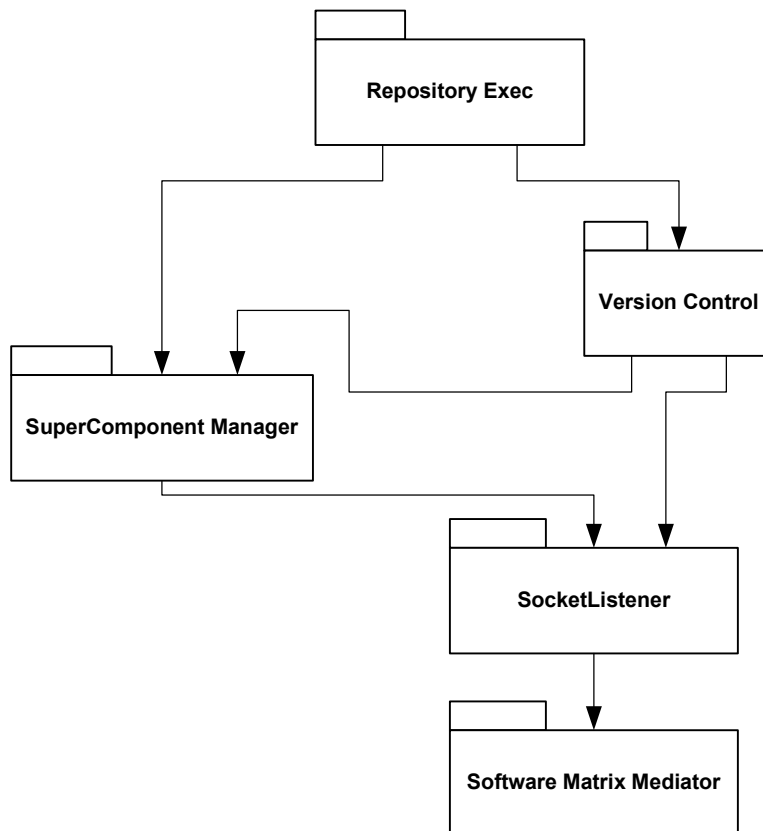 Repository Exec
Version Control
SuperComponent Manager
SocketListener
Software Matrix Mediator